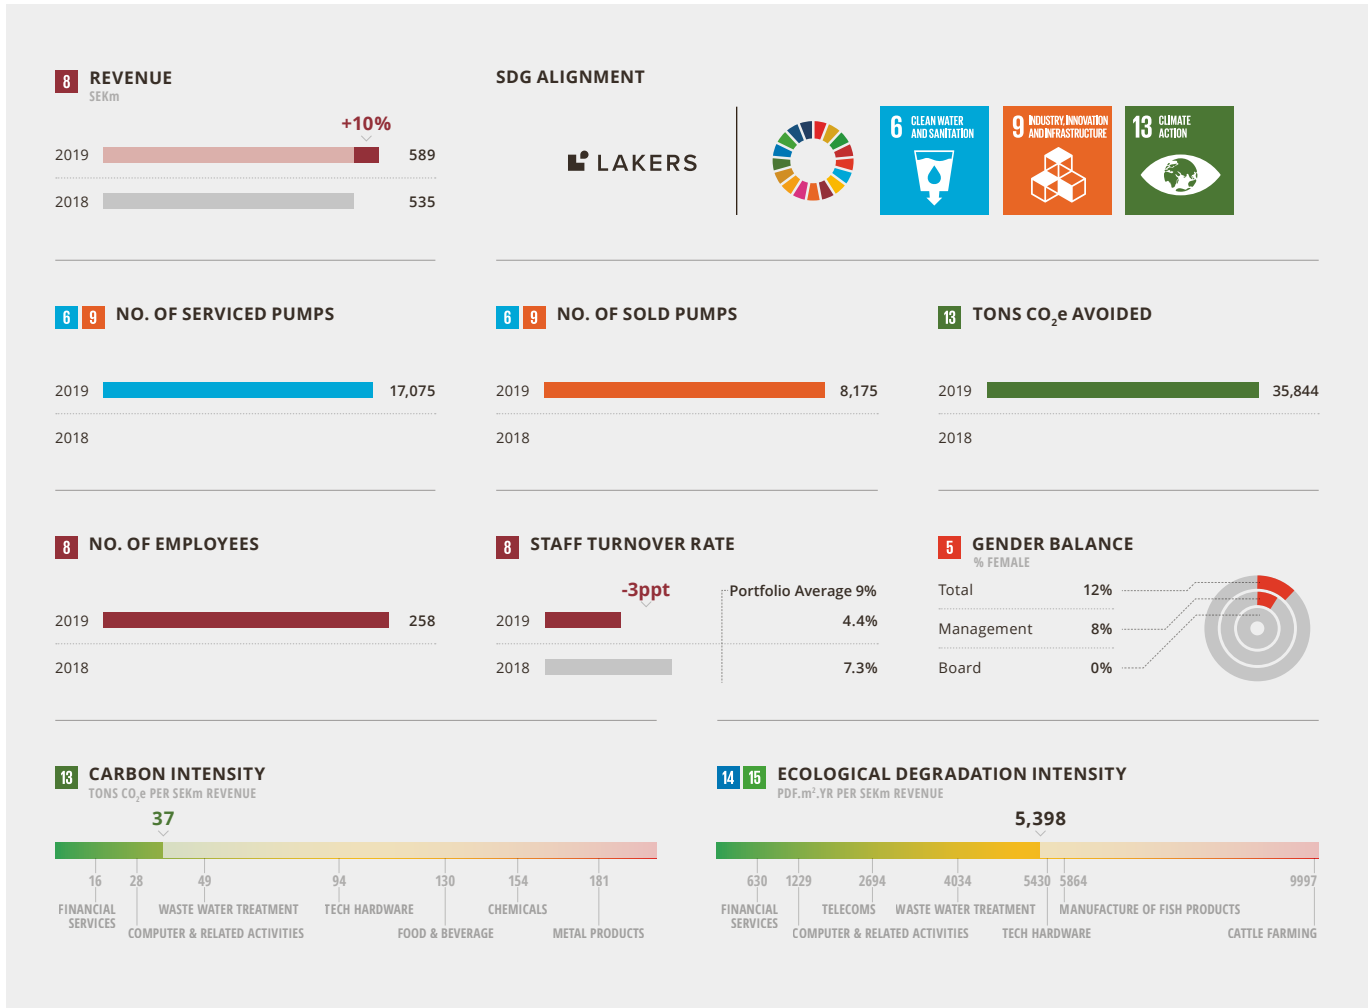 8 REVENUE
SEKm
+10%
2019 589
2018 535
SDG ALIGNMENT
LAKERS
6 CLEAN WATER
AND SANITATION
9 INDUSTRY, INNOVATION
AND INFRASTRUCTURE
13 CLIMATE
ACTION
6 9 NO. OF SERVICED PUMPS
2019 17,075
2018
6 9 NO. OF SOLD PUMPS
2019 8,175
2018
13 TONS CO₂e AVOIDED
2019 35,844
2018
8 NO. OF EMPLOYEES
2019 258
2018
8 STAFF TURNOVER RATE
-3ppt
Portfolio Average 9%
2019 4.4%
2018 7.3%
5 GENDER BALANCE
% FEMALE
Total 12%
Management 8%
Board 0%
13 CARBON INTENSITY
TONS CO₂e PER SEKm REVENUE
37
16 28 49 94 130 154 181
FINANCIAL
SERVICES
WASTE WATER TREATMENT
TECH HARDWARE
CHEMICALS
COMPUTER & RELATED ACTIVITIES
FOOD & BEVERAGE
METAL PRODUCTS
14 15 ECOLOGICAL DEGRADATION INTENSITY
PDF.m².YR PER SEKm REVENUE
5,398
630 1229 2694 4034 5430 5864 9997
FINANCIAL
SERVICES
TELECOMS
WASTE WATER TREATMENT
MANUFACTURE OF FISH PRODUCTS
COMPUTER & RELATED ACTIVITIES
TECH HARDWARE
CATTLE FARMING